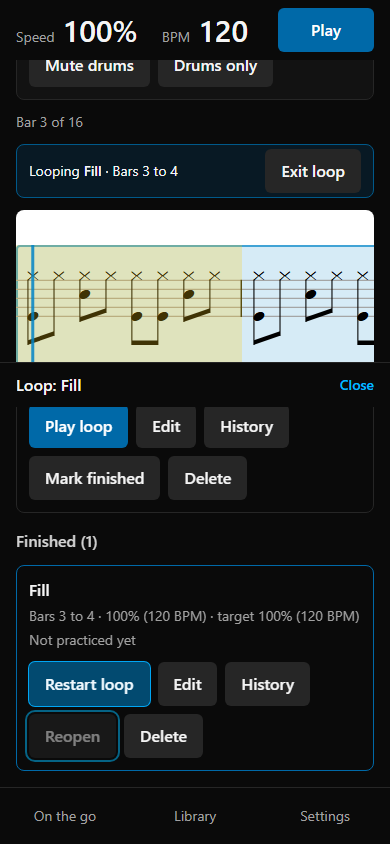 Speed 100% BPM 120 Play
Mute drums Drums only
Bar 3 of 16
Looping Fill · Bars 3 to 4 Exit loop
Loop: Fill Close
Play loop Edit History
Mark finished Delete
Finished (1)
Fill
Bars 3 to 4 · 100% (120 BPM) · target 100% (120 BPM)
Not practiced yet
Restart loop Edit History
Reopen Delete
On the go Library Settings